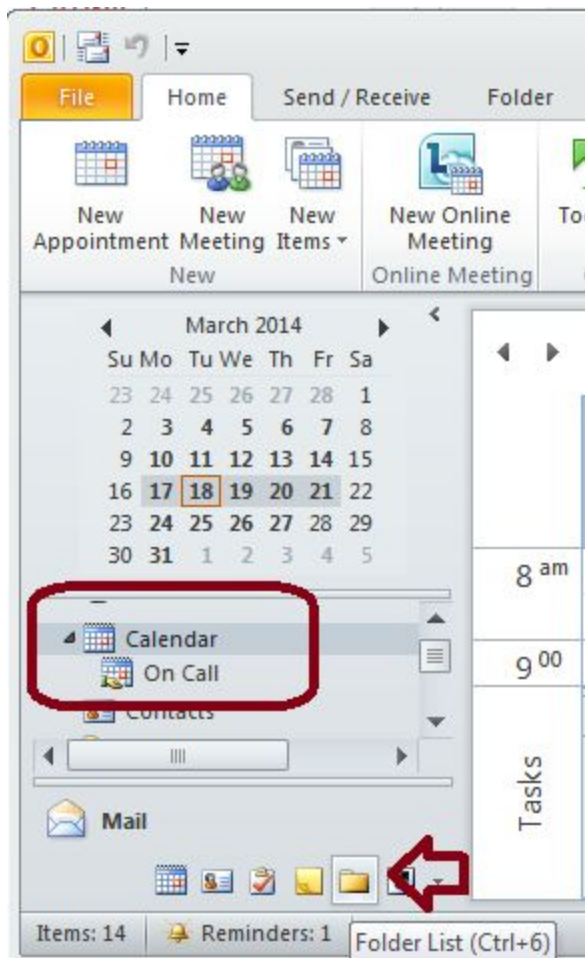 File Home Send / Receive Folder
New Appointment
New Meeting
New Items
New Online Meeting
New
Online Meeting
March 2014
Su Mo Tu We Th Fr Sa
23 24 25 26 27 28 1
2 3 4 5 6 7 8
9 10 11 12 13 14 15
16 17 18 19 20 21 22
23 24 25 26 27 28 29
30 31 1 2 3 4 5
8 am
9 00
Calendar
On Call
Contacts
Tasks
Mail
Items: 14 Reminders: 1
Folder List (Ctrl+6)